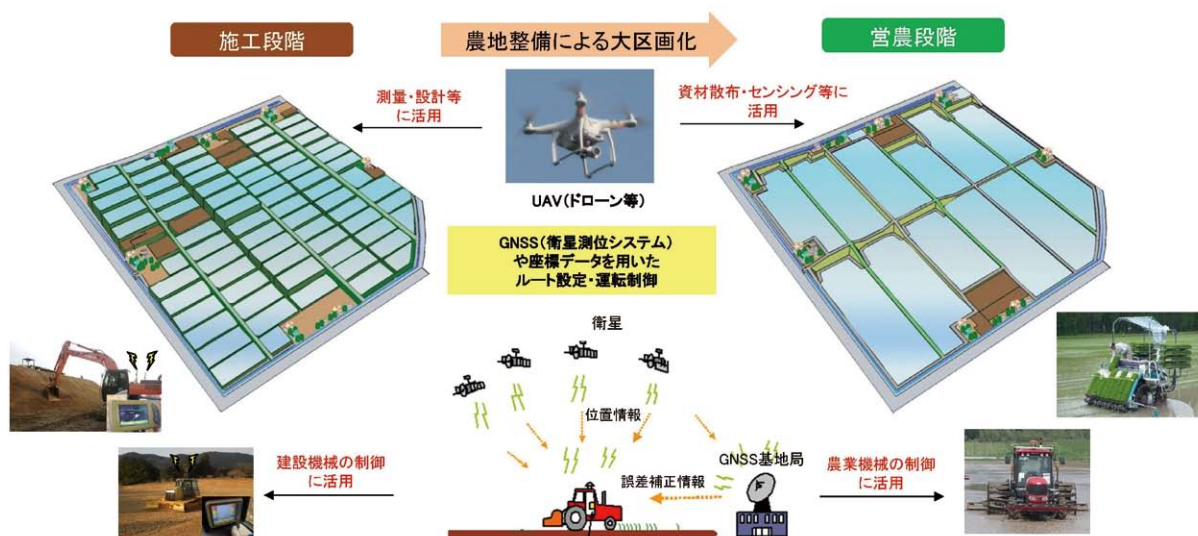 施工段階
農地整備による大区画化
営農段階
測量・設計等
に活用
資材散布・センシング等に
活用
UAV(ドローン等)
GNSS(衛星測位システム)
や座標データを用いた
ルート設定・運転制御
衛星
位置情報
GNSS基地局
建設機械の制御
に活用
誤差補正情報
農業機械の制御
に活用